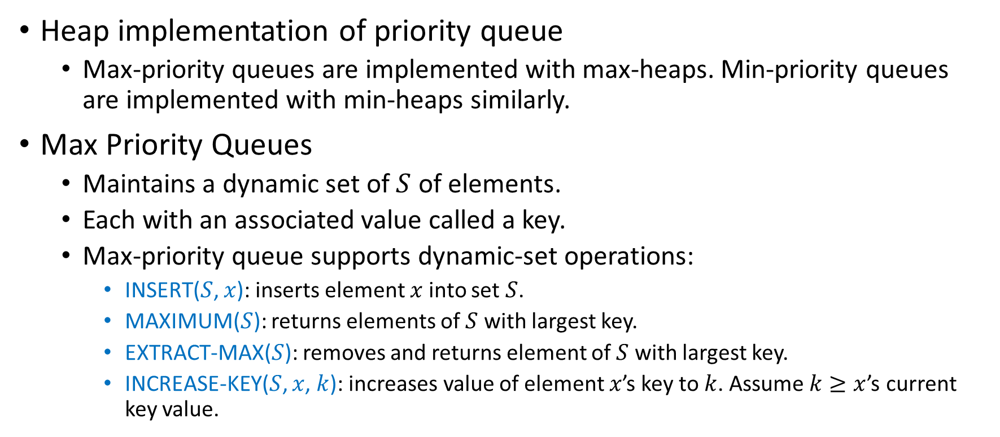 • Heap implementation of priority queue
• Max-priority queues are implemented with max-heaps. Min-priority queues
are implemented with min-heaps similarly.
• Max Priority Queues
• Maintains a dynamic set of S of elements.
• Each with an associated value called a key.
• Max-priority queue supports dynamic-set operations:
• INSERT(S, x): inserts element x into set S.
• MAXIMUM(S): returns elements of S with largest key.
• EXTRACT-MAX(S): removes and returns element of S with largest key.
• INCREASE-KEY(S, x, k): increases value of element x’s key to k. Assume k ≥ x’s current
key value.